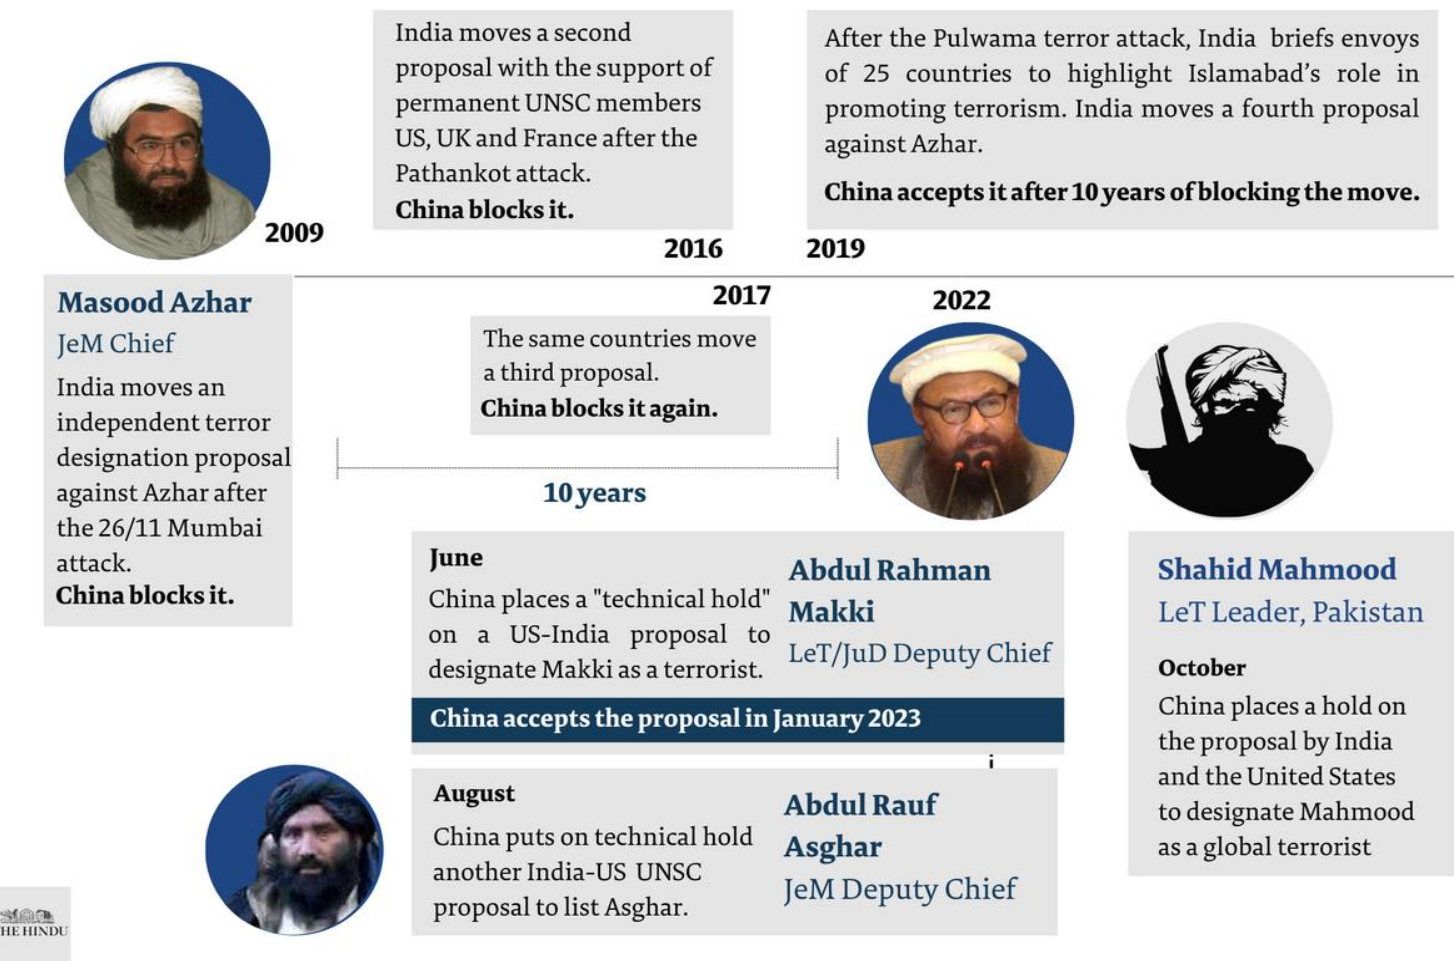 2009
Masood Azhar
JeM Chief
India moves an
independent terror
designation proposal
against Azhar after
the 26/11 Mumbai
attack.
China blocks it.
India moves a second
proposal with the support of
permanent UNSC members
US, UK and France after the
Pathankot attack.
China blocks it.
2016
2017
The same countries move
a third proposal.
China blocks it again.
10 years
After the Pulwama terror attack, India briefs envoys
of 25 countries to highlight Islamabad’s role in
promoting terrorism. India moves a fourth proposal
against Azhar.
China accepts it after 10 years of blocking the move.
2019
2022
June
China places a "technical hold"
on a US-India proposal to
designate Makki as a terrorist.
Abdul Rahman
Makki
LeT/JuD Deputy Chief
China accepts the proposal in January 2023
August
China puts on technical hold
another India-US UNSC
proposal to list Asghar.
Abdul Rauf
Asghar
JeM Deputy Chief
Shahid Mahmood
LeT Leader, Pakistan
October
China places a hold on
the proposal by India
and the United States
to designate Mahmood
as a global terrorist
HE HINDU